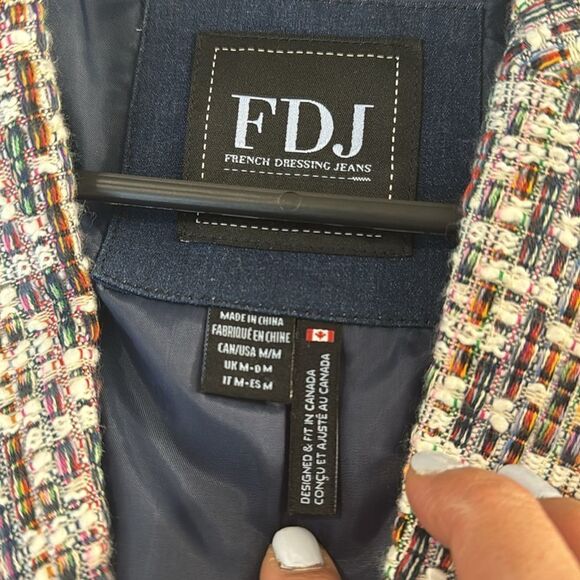 FDJ
FRENCH DRESSING JEANS
MADE IN CHINA
FABRIQUÉ EN CHINE
CAN/USA M/M
UK M - D M
IT M - ES M
DESIGNED & FIT IN CANADA
CONÇU ET AJUSTÉ AU CANADA